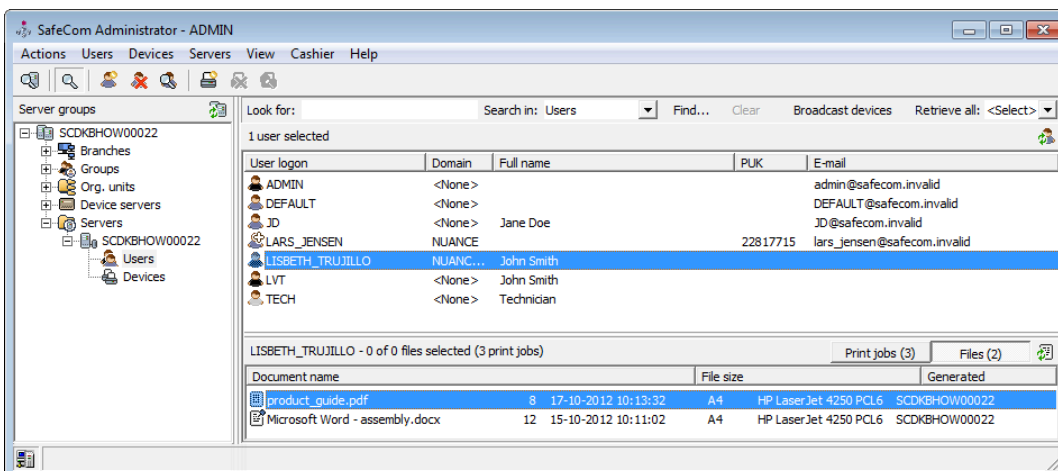 SafeCom Administrator - ADMIN
Actions Users Devices Servers View Cashier Help
Server groups
SCDKBHOW00022
Branches
Groups
Org. units
Device servers
Servers
SCDKBHOW00022
Users
Devices
Look for: Search in: Users Find... Clear Broadcast devices Retrieve all: <Select>
1 user selected
User logon Domain Full name PUK E-mail
ADMIN <None> admin@safecom.invalid
DEFAULT <None> DEFAULT@safecom.invalid
JD <None> Jane Doe JD@safecom.invalid
LARS_JENSEN NUANCE 22817715 lars_jensen@safecom.invalid
LISBETH_TRUJILLO NUANC... John Smith
LVT <None> John Smith
TECH <None> Technician
LISBETH_TRUJILLO - 0 of 0 files selected (3 print jobs) Print jobs (3) Files (2)
Document name File size Generated
product_guide.pdf 8 17-10-2012 10:13:32 A4 HP LaserJet 4250 PCL6 SCDKBHOW00022
Microsoft Word - assembly.docx 12 15-10-2012 10:11:02 A4 HP LaserJet 4250 PCL6 SCDKBHOW00022